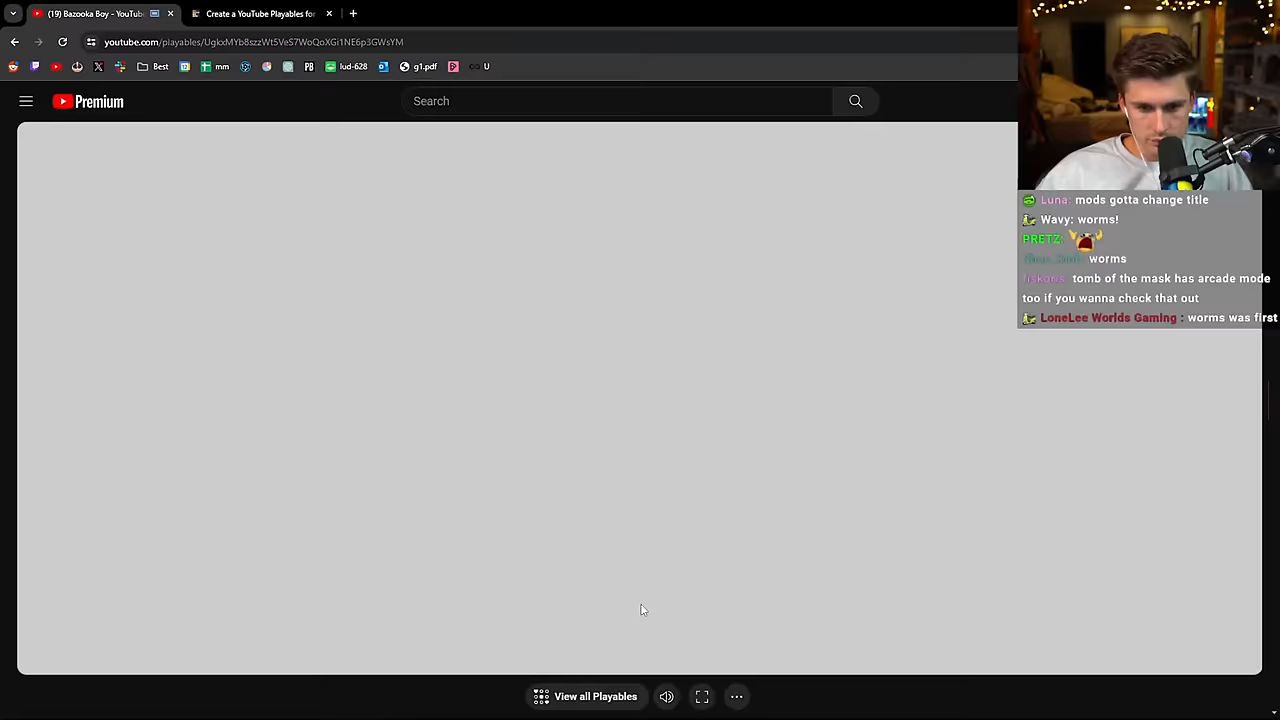 (19) Bazooka Boy - YouTub
Create a YouTube Playables for
youtube.com/playables/UgkxMYb8szzWt5VeS7WoQoXGi1NE6p3GWsYM
Best
mm
PB
lud-628
g1.pdf
U
Premium
Search
Luna: mods gotta change title
Wavy: worms!
PRETZ:
worms
tomb of the mask has arcade mode
too if you wanna check that out
LoneLee Worlds Gaming : worms was first
View all Playables